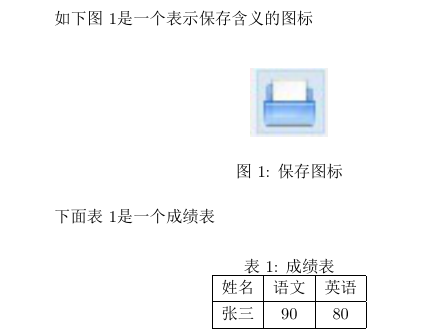 如下图 1是一个表示保存含义的图标
图 1: 保存图标
下面表 1是一个成绩表
表 1: 成绩表
姓名 语文 英语
张三 90 80